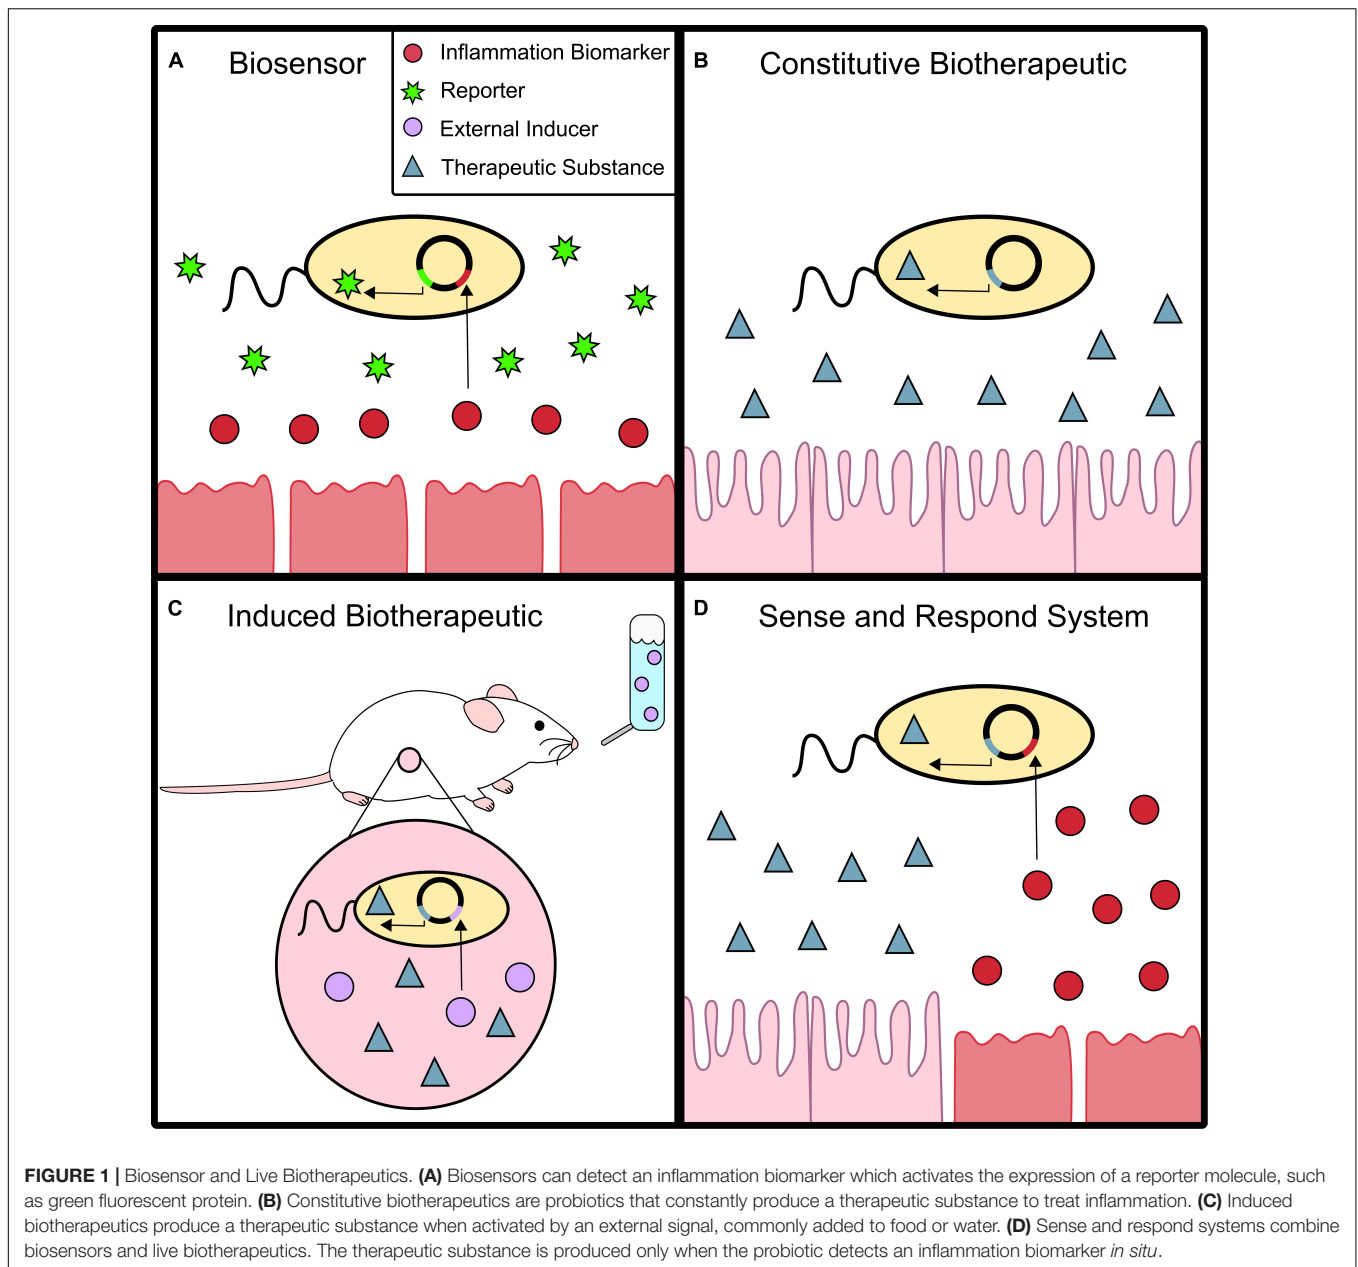 A Biosensor
Inflammation Biomarker
Reporter
External Inducer
Therapeutic Substance
B Constitutive Biotherapeutic
C Induced Biotherapeutic
D Sense and Respond System
FIGURE 1 | Biosensor and Live Biotherapeutics. (A) Biosensors can detect an inflammation biomarker which activates the expression of a reporter molecule, such
as green fluorescent protein. (B) Constitutive biotherapeutics are probiotics that constantly produce a therapeutic substance to treat inflammation. (C) Induced
biotherapeutics produce a therapeutic substance when activated by an external signal, commonly added to food or water. (D) Sense and respond systems combine
biosensors and live biotherapeutics. The therapeutic substance is produced only when the probiotic detects an inflammation biomarker in situ.